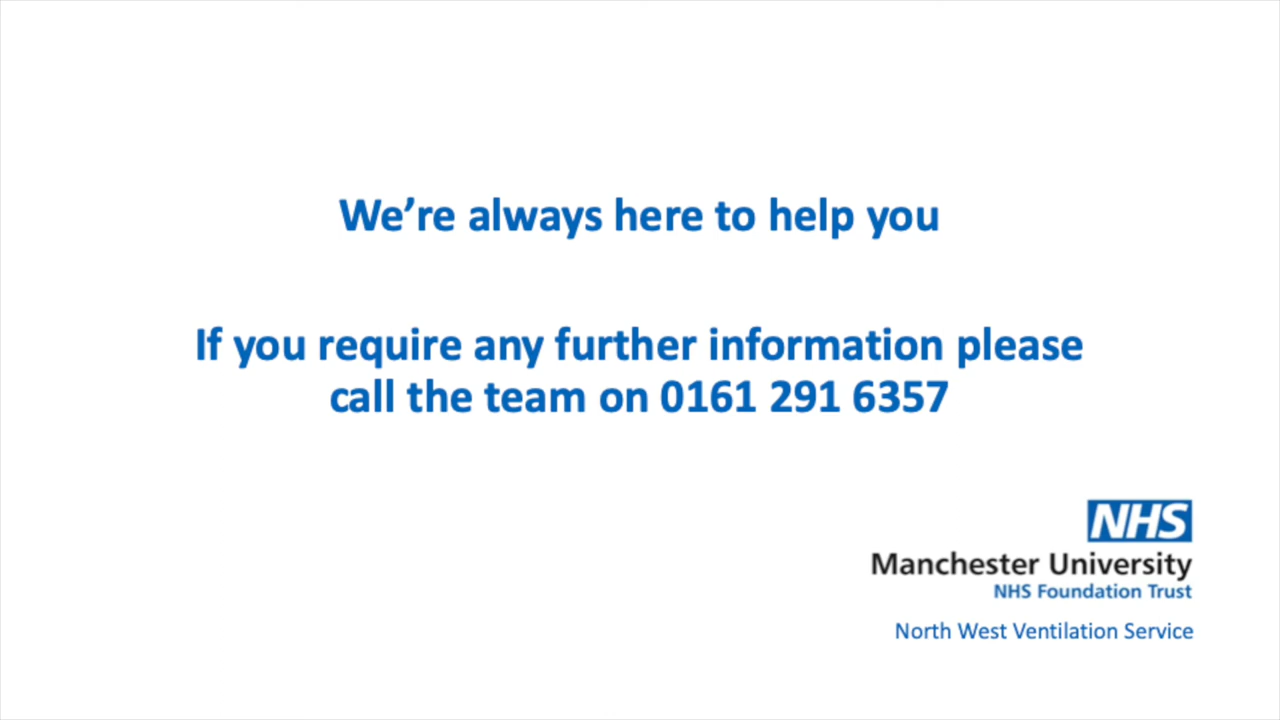 We’re always here to help you
If you require any further information please
call the team on 0161 291 6357
NHS
Manchester University
NHS Foundation Trust
North West Ventilation Service